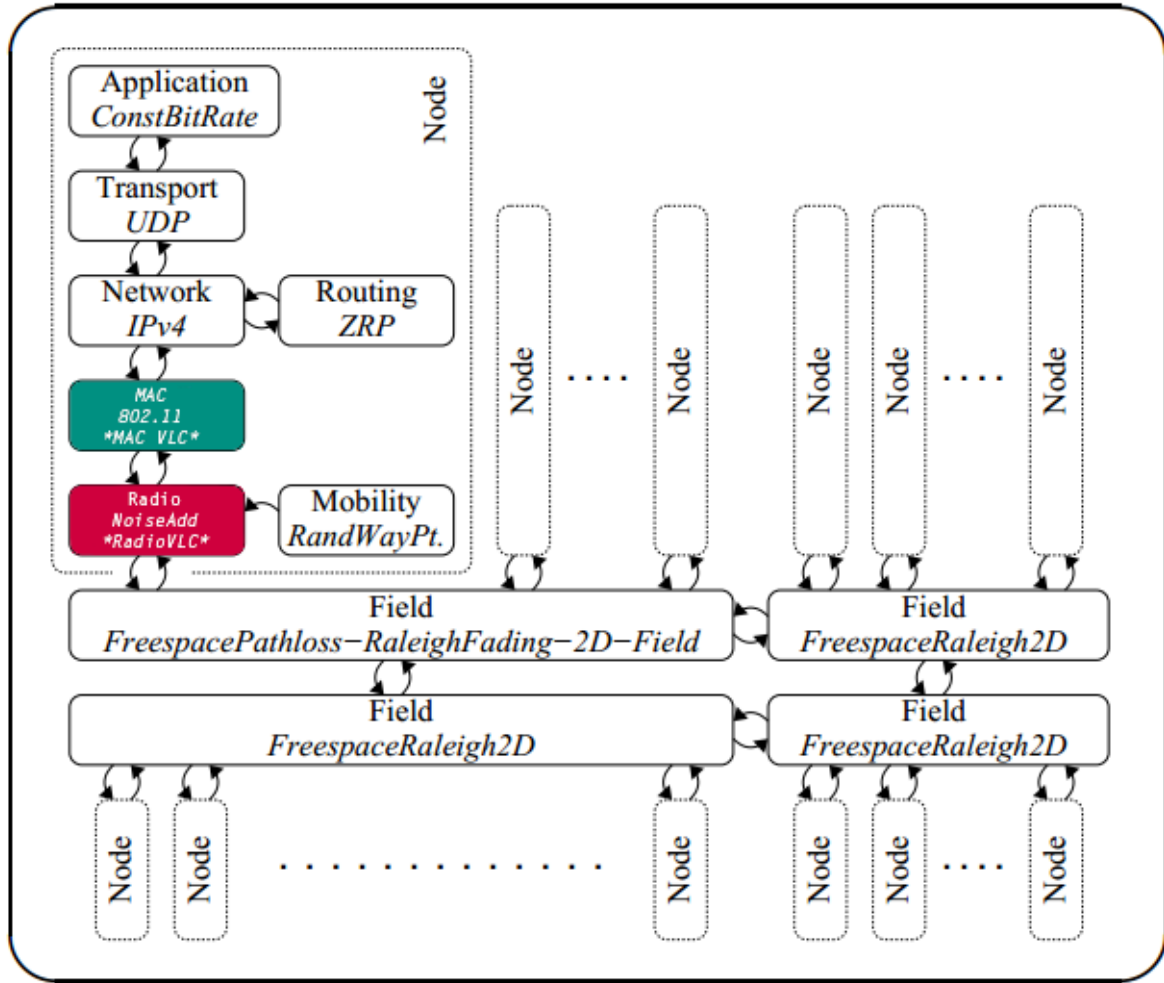 Application
ConstBitRate
Node
Transport
UDP
Network
IPv4
Routing
ZRP
MAC
802.11
*MAC VLC*
Radio
NoiseAdd
*RadioVLC*
Mobility
RandWayPt.
Node
. . . .
Node
Node
Node
. . . .
Node
Field
FreespacePathloss−RaleighFading−2D−Field
Field
FreespaceRaleigh2D
Field
FreespaceRaleigh2D
Field
FreespaceRaleigh2D
Node
Node
. . . . . . . . . . . . . .
Node
Node
Node
. . . .
Node